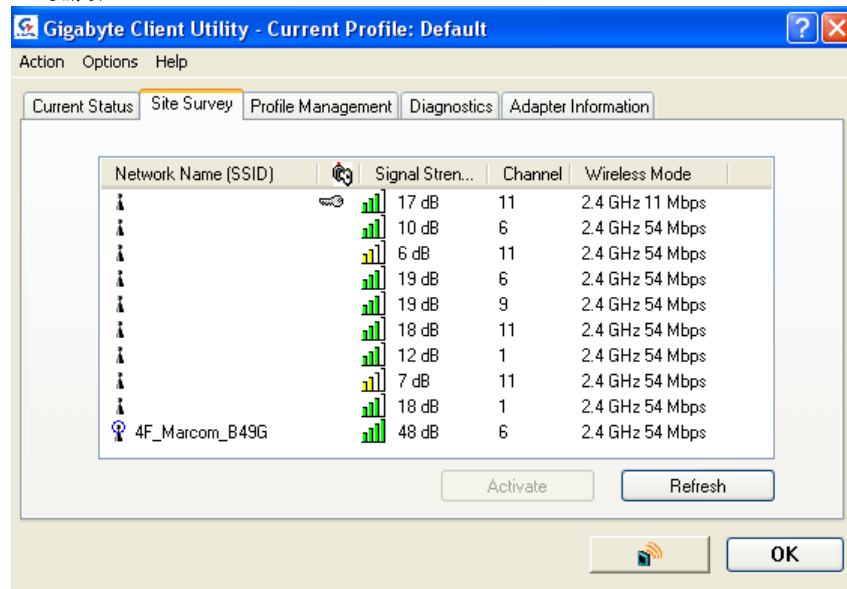 Gigabyte Client Utility - Current Profile: Default
Action Options Help
Current Status Site Survey Profile Management Diagnostics Adapter Information
Network Name (SSID) Signal Stren... Channel Wireless Mode
17 dB 11 2.4 GHz 11 Mbps
10 dB 6 2.4 GHz 54 Mbps
6 dB 11 2.4 GHz 54 Mbps
19 dB 6 2.4 GHz 54 Mbps
19 dB 9 2.4 GHz 54 Mbps
18 dB 11 2.4 GHz 54 Mbps
12 dB 1 2.4 GHz 54 Mbps
7 dB 11 2.4 GHz 54 Mbps
18 dB 1 2.4 GHz 54 Mbps
4F_Marcom_B49G 48 dB 6 2.4 GHz 54 Mbps
Activate Refresh
OK